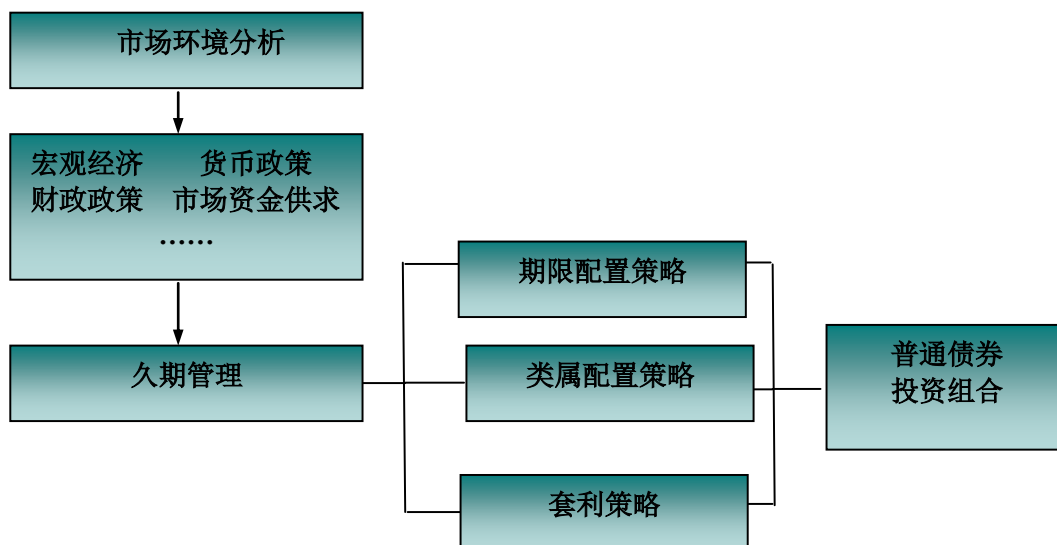 市场环境分析
宏观经济 货币政策
财政政策 市场资金供求
……
久期管理
期限配置策略
类属配置策略
套利策略
普通债券
投资组合